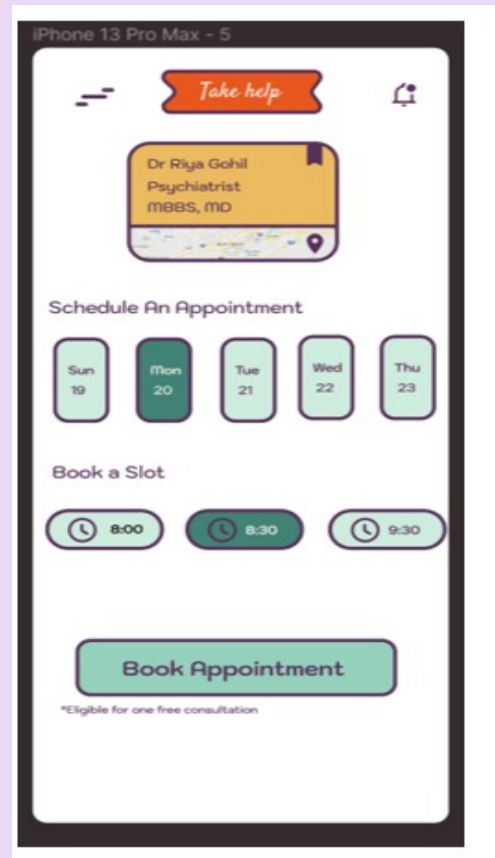 iPhone 13 Pro Max - 5
Take help
Dr Riya Gohil
Psychiatrist
MBBS, MD
Schedule An Appointment
Sun Mon Tue Wed Thu
19 20 21 22 23
Book a Slot
8:00 8:30 9:30
Book Appointment
*Eligible for one free consultation